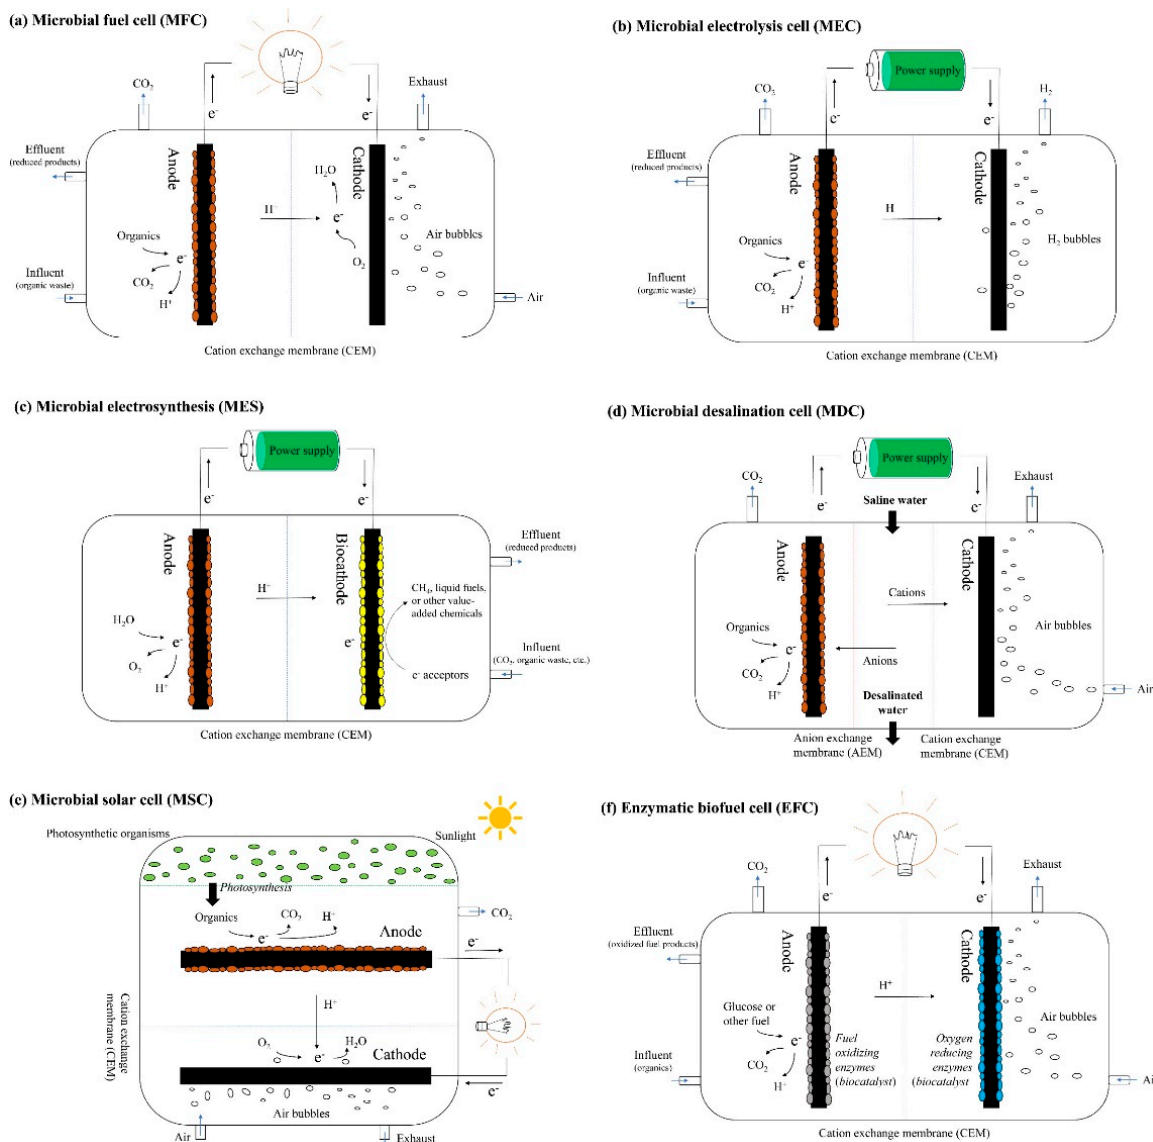 (a) Microbial fuel cell (MFC)
CO2
Exhaust
e-
e-
Effluent
(reduced products)
Anode
Cathode
H2O
H-
e-
Air bubbles
Organics
e-
O2
CO2
H+
Influent
(organic waste)
Air
Cation exchange membrane (CEM)
(b) Microbial electrolysis cell (MEC)
Power supply
CO2
H2
e-
e-
Effluent
(reduced products)
Anode
Cathode
H
Organics
e-
H2 bubbles
CO2
H+
Influent
(organic waste)
Cation exchange membrane (CEM)
(c) Microbial electrosynthesis (MES)
Power supply
e-
e-
Anode
Biocathode
Effluent
(reduced products)
H-
CH4, liquid fuels,
or other value-
added chemicals
H2O
e-
e-
O2
H+
Influent
(CO2, organic waste, etc.)
e- acceptors
Cation exchange membrane (CEM)
(d) Microbial desalination cell (MDC)
Power supply
CO2
Exhaust
e-
e-
Saline water
Anode
Cathode
Cations
Organics
e-
Air bubbles
CO2
Anions
H+
Desalinated
water
Air
Anion exchange
membrane (AEM)
Cation exchange
membrane (CEM)
(e) Microbial solar cell (MSC)
Photosynthetic organisms
Sunlight
Photosynthesis
Organics
CO2
H+
CO2
e-
Anode
e-
H+
Cation exchange
membrane (CEM)
O2
e-
H2O
Cathode
e-
Air bubbles
Air
Exhaust
(f) Enzymatic biofuel cell (EFC)
CO2
Exhaust
e-
e-
Effluent
(oxidized fuel products)
Anode
Cathode
H+
Glucose or
other fuel
e-
Air bubbles
Fuel
oxidizing
enzymes
(biocatalyst)
Oxygen
reducing
enzymes
(biocatalyst
CO2
H+
Influent
(organics)
Ai
Cation exchange membrane (CEM)